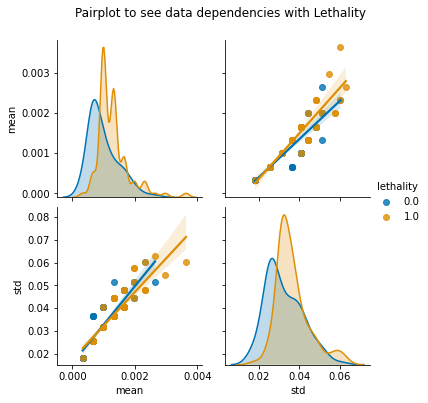 Pairplot to see data dependencies with Lethality
0.003
0.002
0.001
0.000
mean
lethality
0.0
1.0
0.08
0.07
0.06
0.05
0.04
0.03
0.02
std
0.000 0.002 0.004
mean
0.02 0.04 0.06
std